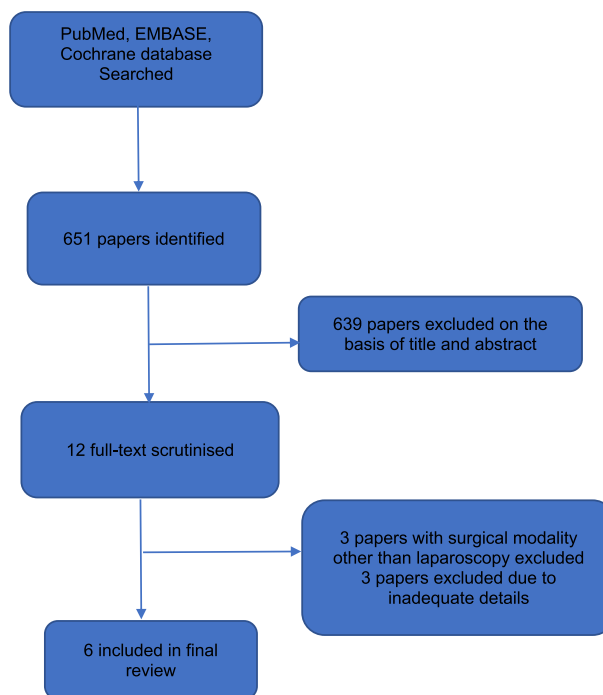 PubMed, EMBASE,
Cochrane database
Searched
651 papers identified
639 papers excluded on the
basis of title and abstract
12 full-text scrutinised
3 papers with surgical modality
other than laparoscopy excluded
3 papers excluded due to
inadequate details
6 included in final
review